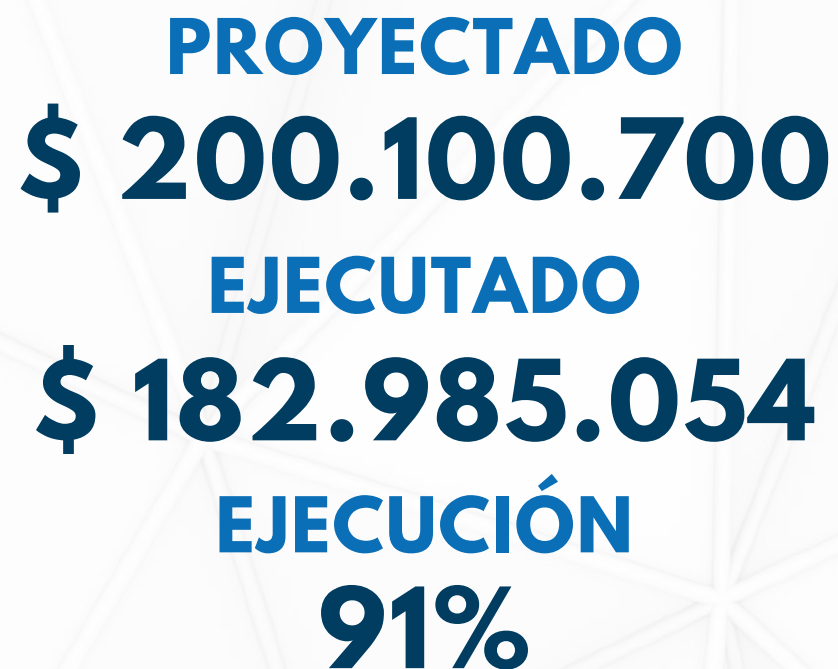 PROYECTADO
$ 200.100.700
EJECUTADO
$ 182.985.054
EJECUCIÓN
91%